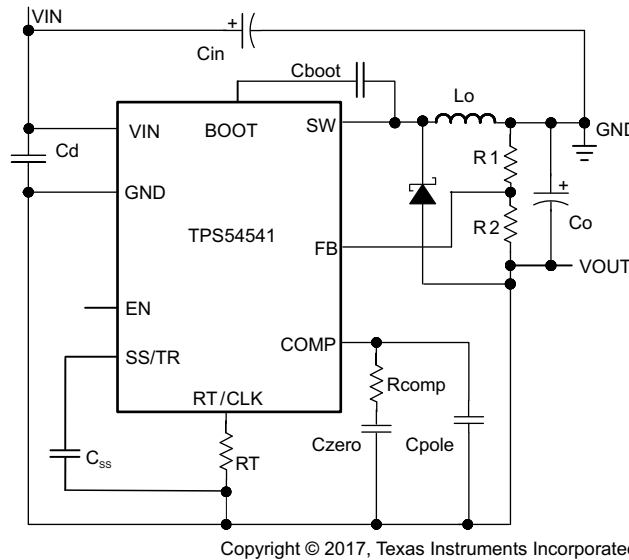 VIN
+
Cin
Cboot
Lo
VIN
BOOT
SW
GND
Cd
R1
GND
+
TPS54541
R2
Co
FB
VOUT
EN
COMP
SS/TR
Rcomp
RT/CLK
Css
RT
Czero
Cpole
Copyright © 2017, Texas Instruments Incorporated